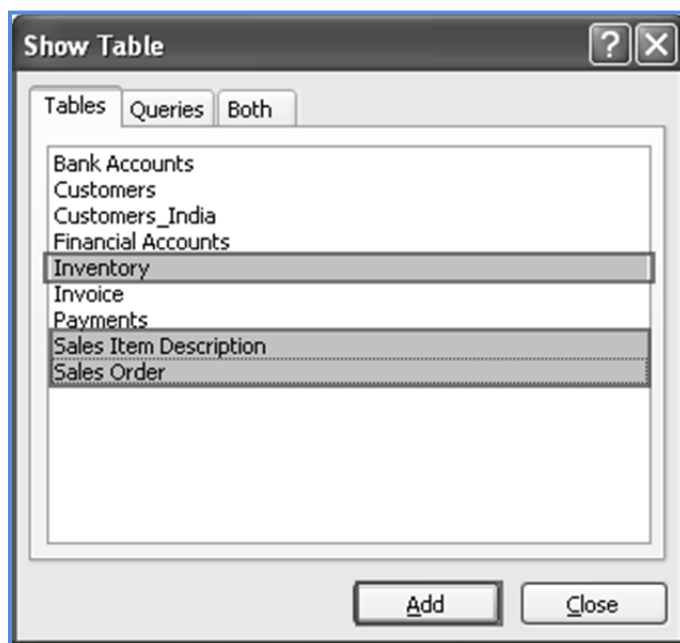 Show Table
Tables Queries Both
Bank Accounts
Customers
Customers_India
Financial Accounts
Inventory
Invoice
Payments
Sales Item Description
Sales Order
Add Close